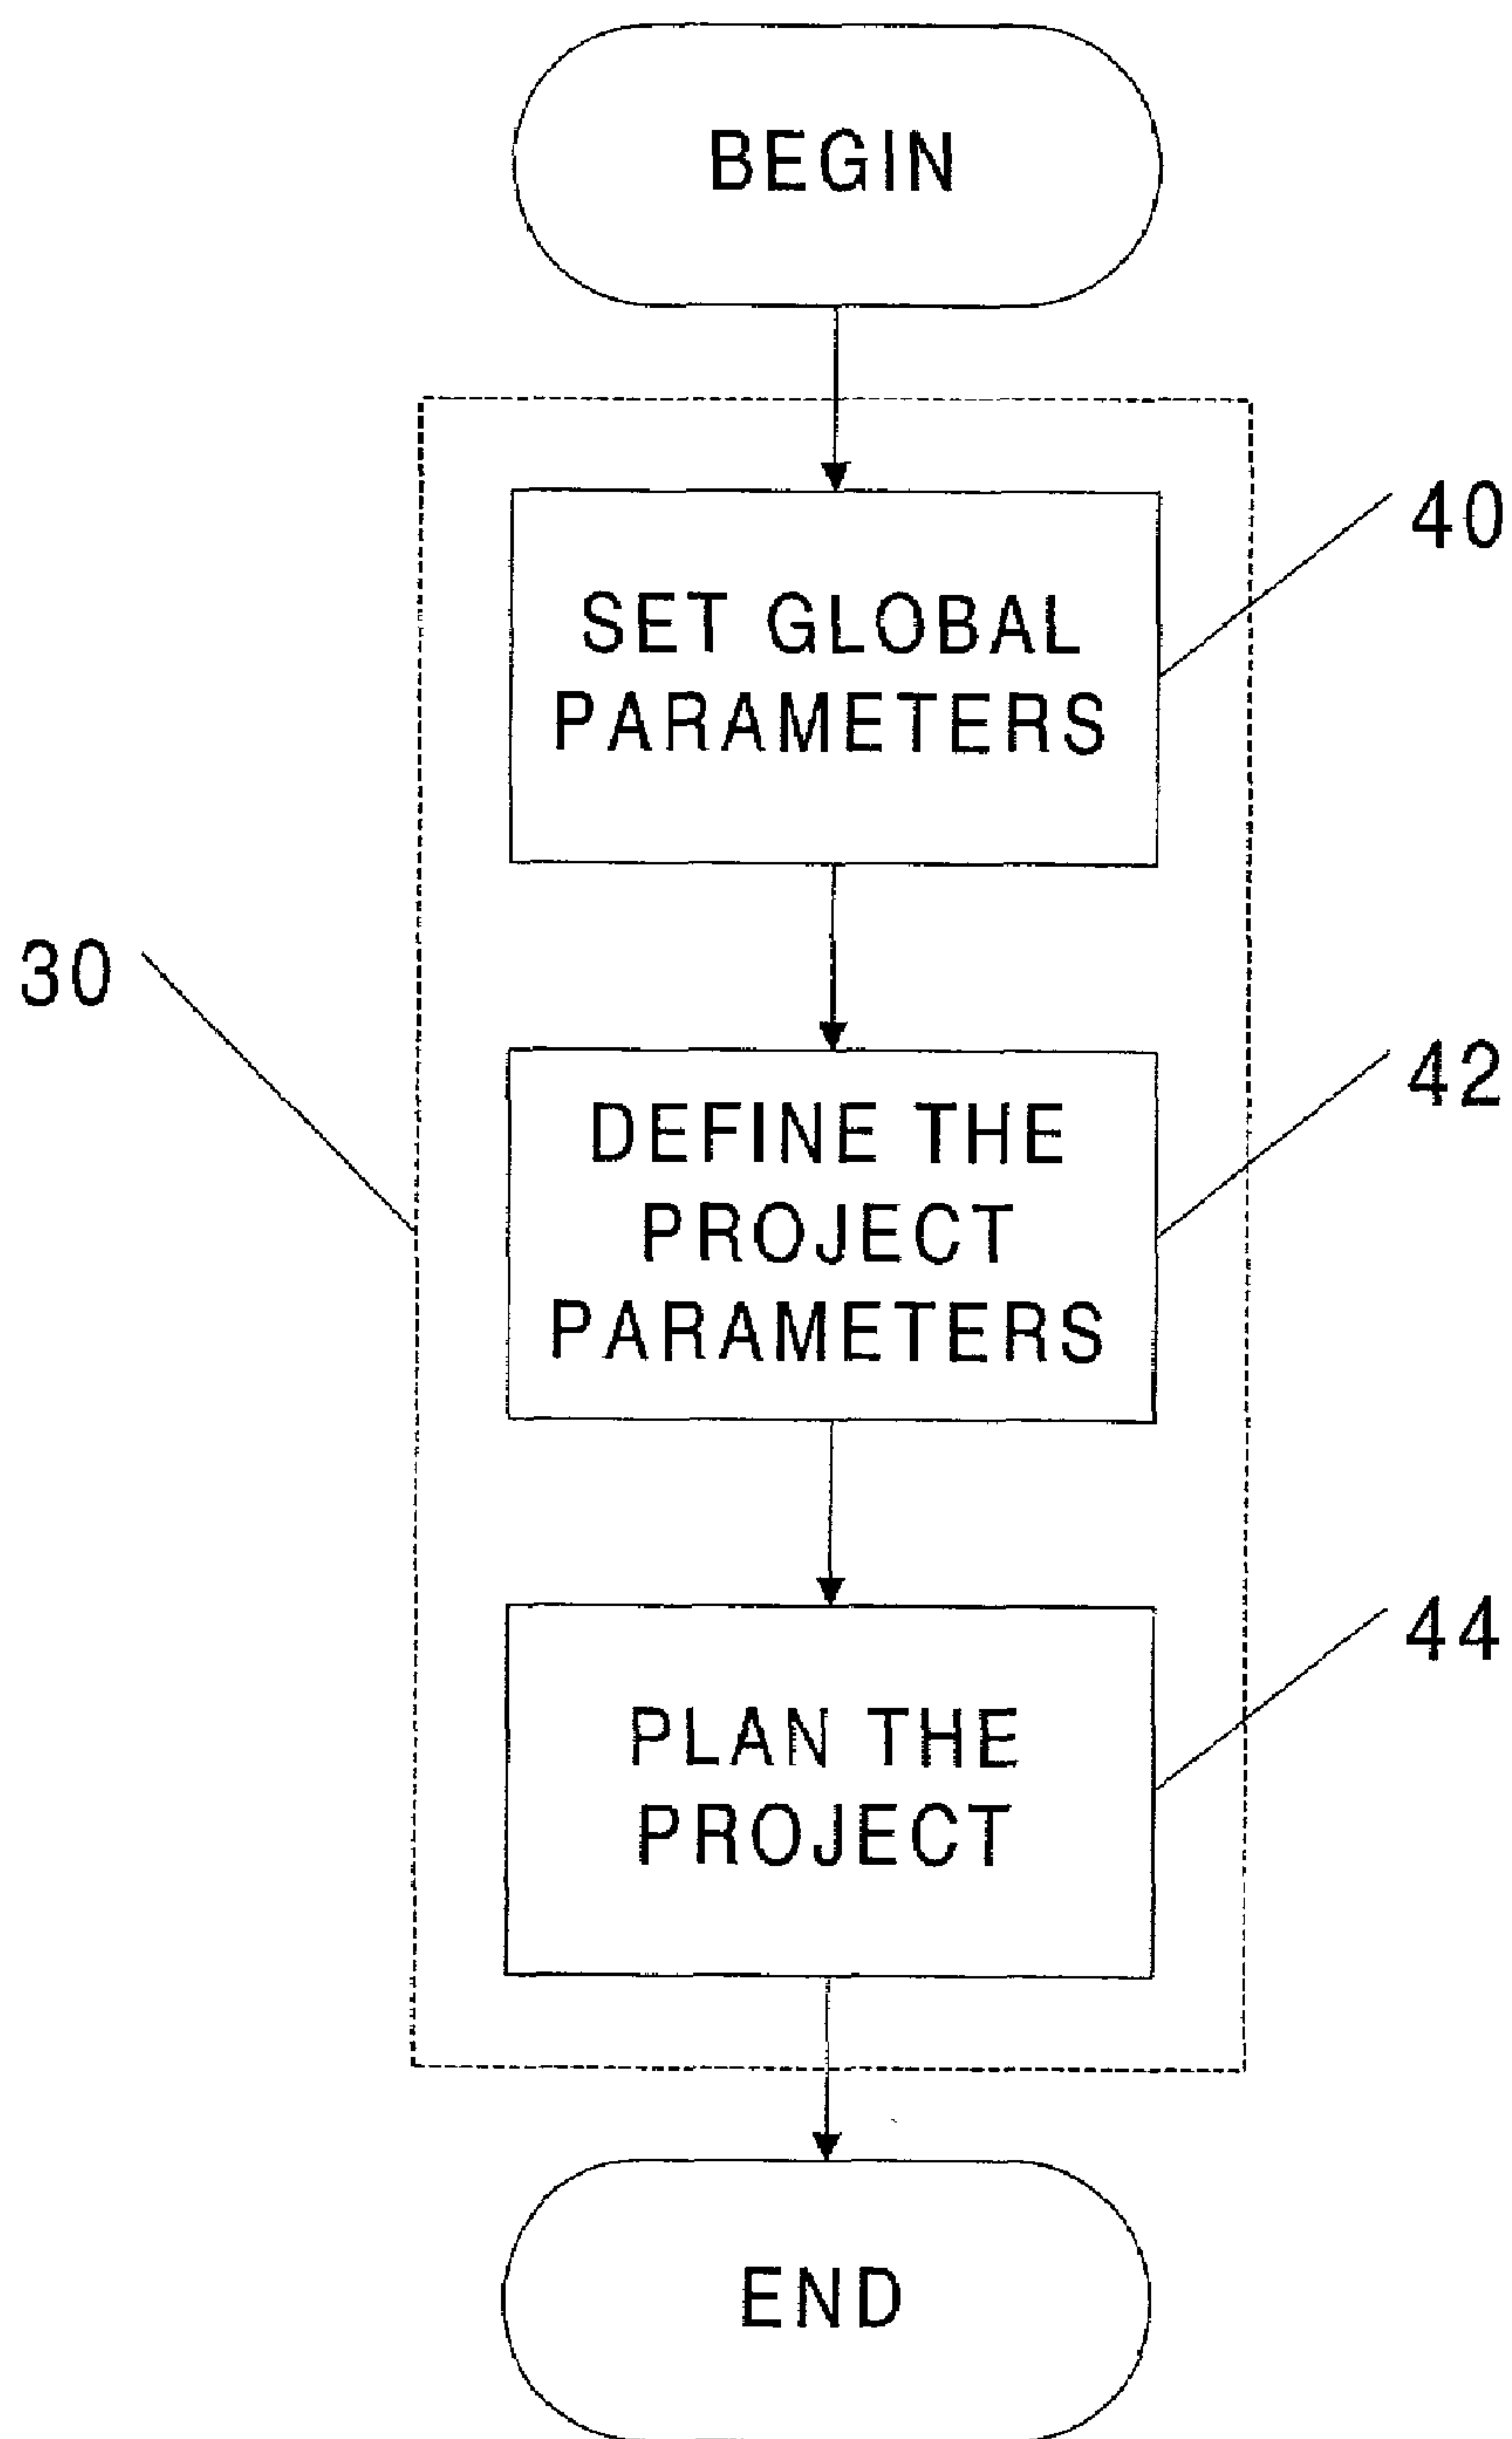 BEGIN
40
SET GLOBAL
PARAMETERS
30
42
DEFINE THE
PROJECT
PARAMETERS
44
PLAN THE
PROJECT
END